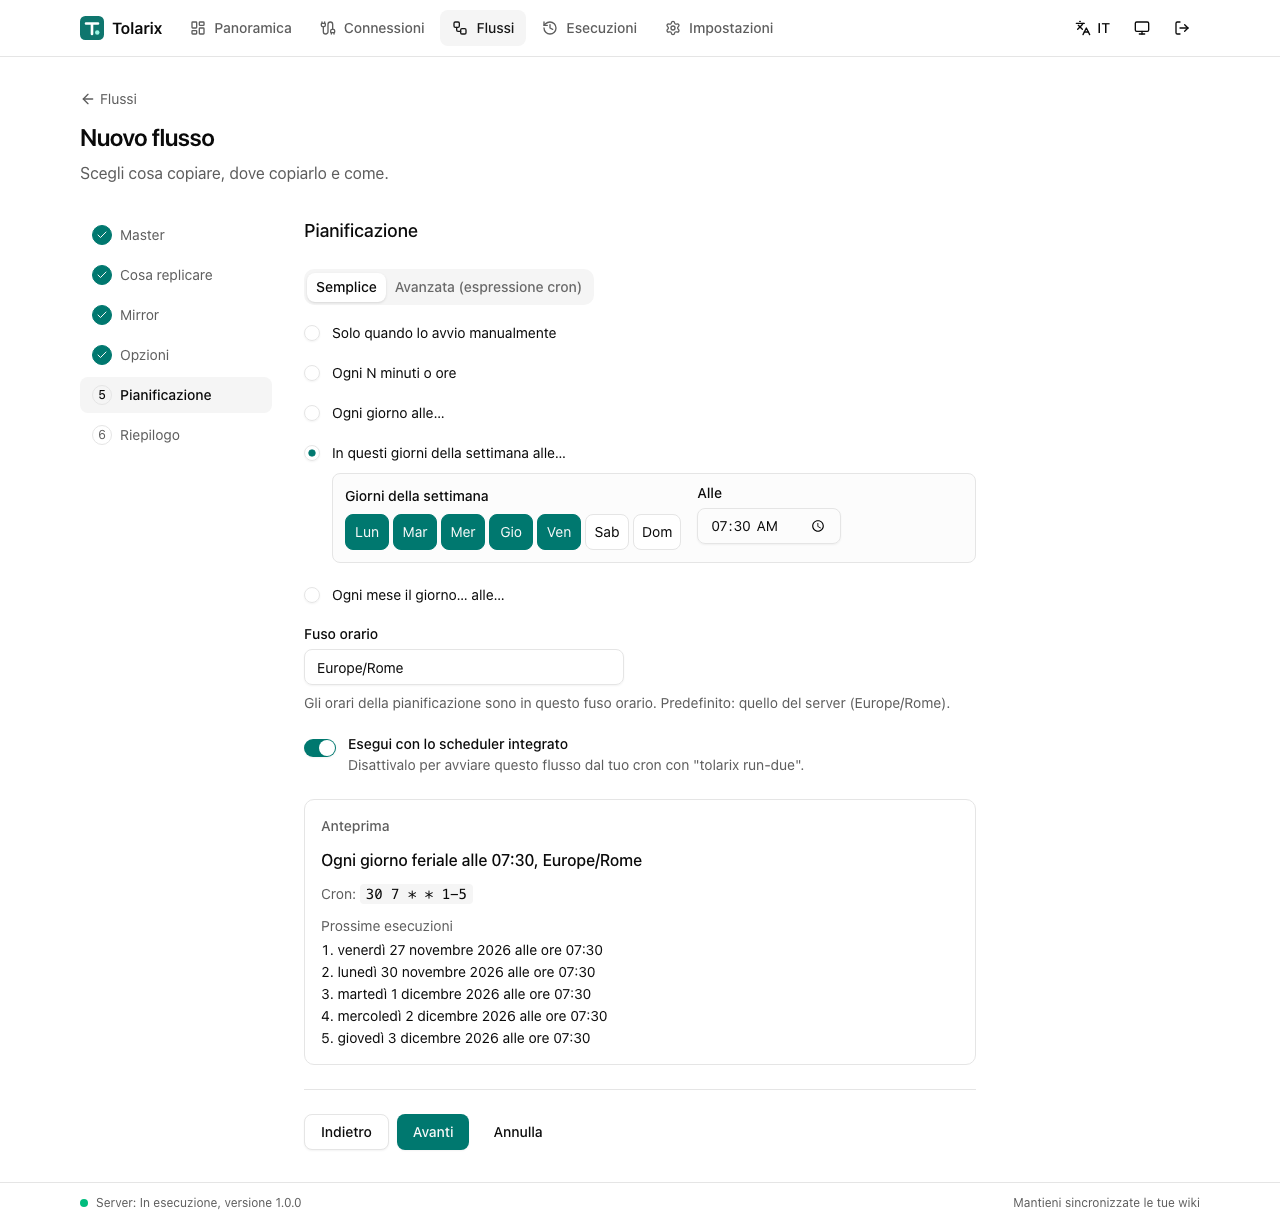 Tolarix
Panoramica
Connessioni
Flussi
Esecuzioni
Impostazioni
IT
Flussi
Nuovo flusso
Scegli cosa copiare, dove copiarlo e come.
Master
Cosa replicare
Mirror
Opzioni
5 Pianificazione
6 Riepilogo
Pianificazione
Semplice
Avanzata (espressione cron)
Solo quando lo avvio manualmente
Ogni N minuti o ore
Ogni giorno alle…
In questi giorni della settimana alle…
Giorni della settimana
Lun Mar Mer Gio Ven Sab Dom
Alle
07:30 AM
Ogni mese il giorno… alle…
Fuso orario
Europe/Rome
Gli orari della pianificazione sono in questo fuso orario. Predefinito: quello del server (Europe/Rome).
Esegui con lo scheduler integrato
Disattivalo per avviare questo flusso dal tuo cron con "tolarix run-due".
Anteprima
Ogni giorno feriale alle 07:30, Europe/Rome
Cron: 30 7 * * 1-5
Prossime esecuzioni
1. venerdì 27 novembre 2026 alle ore 07:30
2. lunedì 30 novembre 2026 alle ore 07:30
3. martedì 1 dicembre 2026 alle ore 07:30
4. mercoledì 2 dicembre 2026 alle ore 07:30
5. giovedì 3 dicembre 2026 alle ore 07:30
Indietro
Avanti
Annulla
Server: In esecuzione, versione 1.0.0
Mantieni sincronizzate le tue wiki